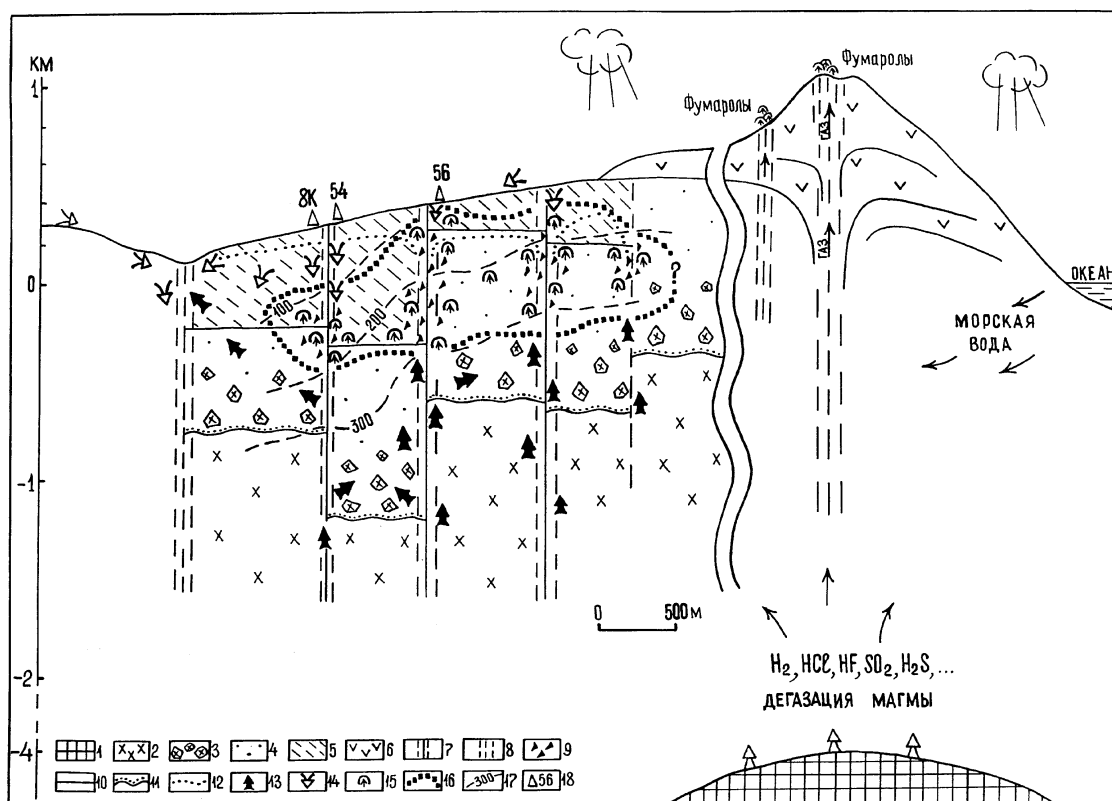 КМ
1
0
-1
-2
-4
Фумаролы
Фумаролы
ГАЗ
ГАЗ
8К 54
56
100
200
300
ОКЕАН
МОРСКАЯ
ВОДА
0 500 м
H₂, HCl, HF, SO₂, H₂S, ...
ДЕГАЗАЦИЯ МАГМЫ
1 2 3 4 5 6 7 8 9
10 11 12 13 14 15 16 300 17 56 18